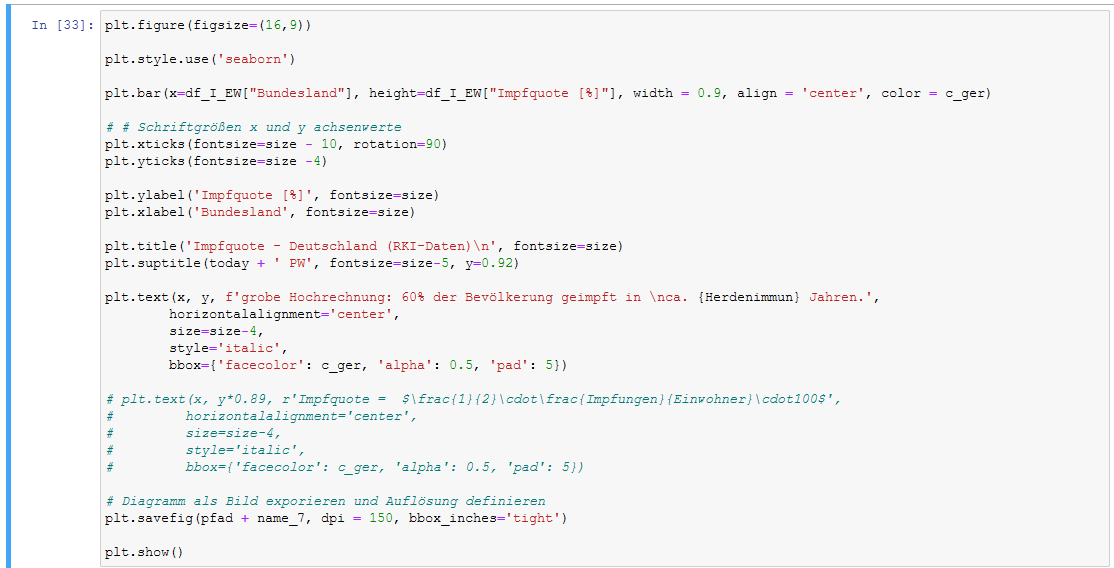 In [33]: plt.figure(figsize=(16,9))
plt.style.use('seaborn')
plt.bar(x=df_I_EW["Bundesland"], height=df_I_EW["Impfquote [%]"], width = 0.9, align = 'center', color = c_ger)
# # Schriftgrößen x und y achsenwerte
plt.xticks(fontsize=size - 10, rotation=90)
plt.yticks(fontsize=size -4)
plt.ylabel('Impfquote [%]', fontsize=size)
plt.xlabel('Bundesland', fontsize=size)
plt.title('Impfquote - Deutschland (RKI-Daten)\n', fontsize=size)
plt.suptitle(today + ' PW', fontsize=size-5, y=0.92)
plt.text(x, y, f'grobe Hochrechnung: 60% der Bevölkerung geimpft in \nca. {Herdenimmun} Jahren.',
        horizontalalignment='center',
        size=size-4,
        style='italic',
        bbox={'facecolor': c_ger, 'alpha': 0.5, 'pad': 5})
# plt.text(x, y*0.89, r'Impfquote =  $\frac{1}{2}\cdot\frac{Impfungen}{Einwohner}\cdot100$',
#         horizontalalignment='center',
#         size=size-4,
#         style='italic',
#         bbox={'facecolor': c_ger, 'alpha': 0.5, 'pad': 5})
# Diagramm als Bild exporieren und Auflösung definieren
plt.savefig(pfad + name_7, dpi = 150, bbox_inches='tight')
plt.show()